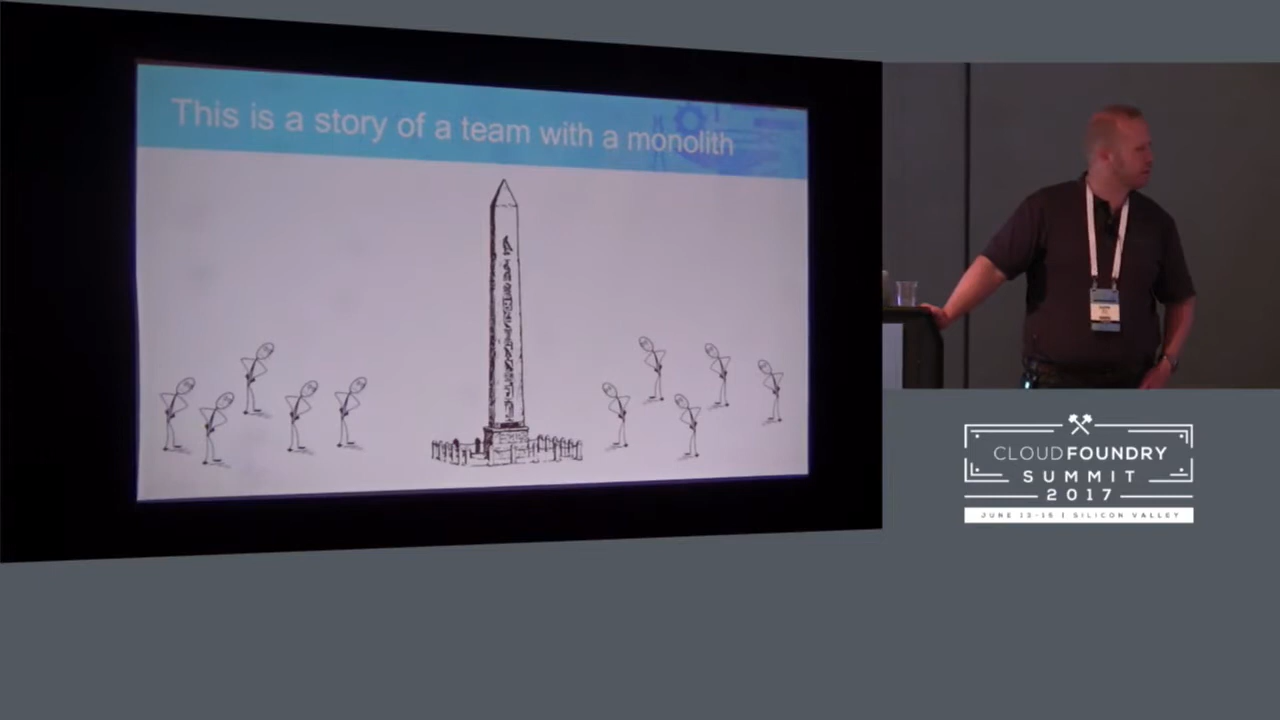 This is a story of a team with a monolith
CLOUDFOUNDRY
SUMMIT
2017
JUNE 13-15 | SILICON VALLEY